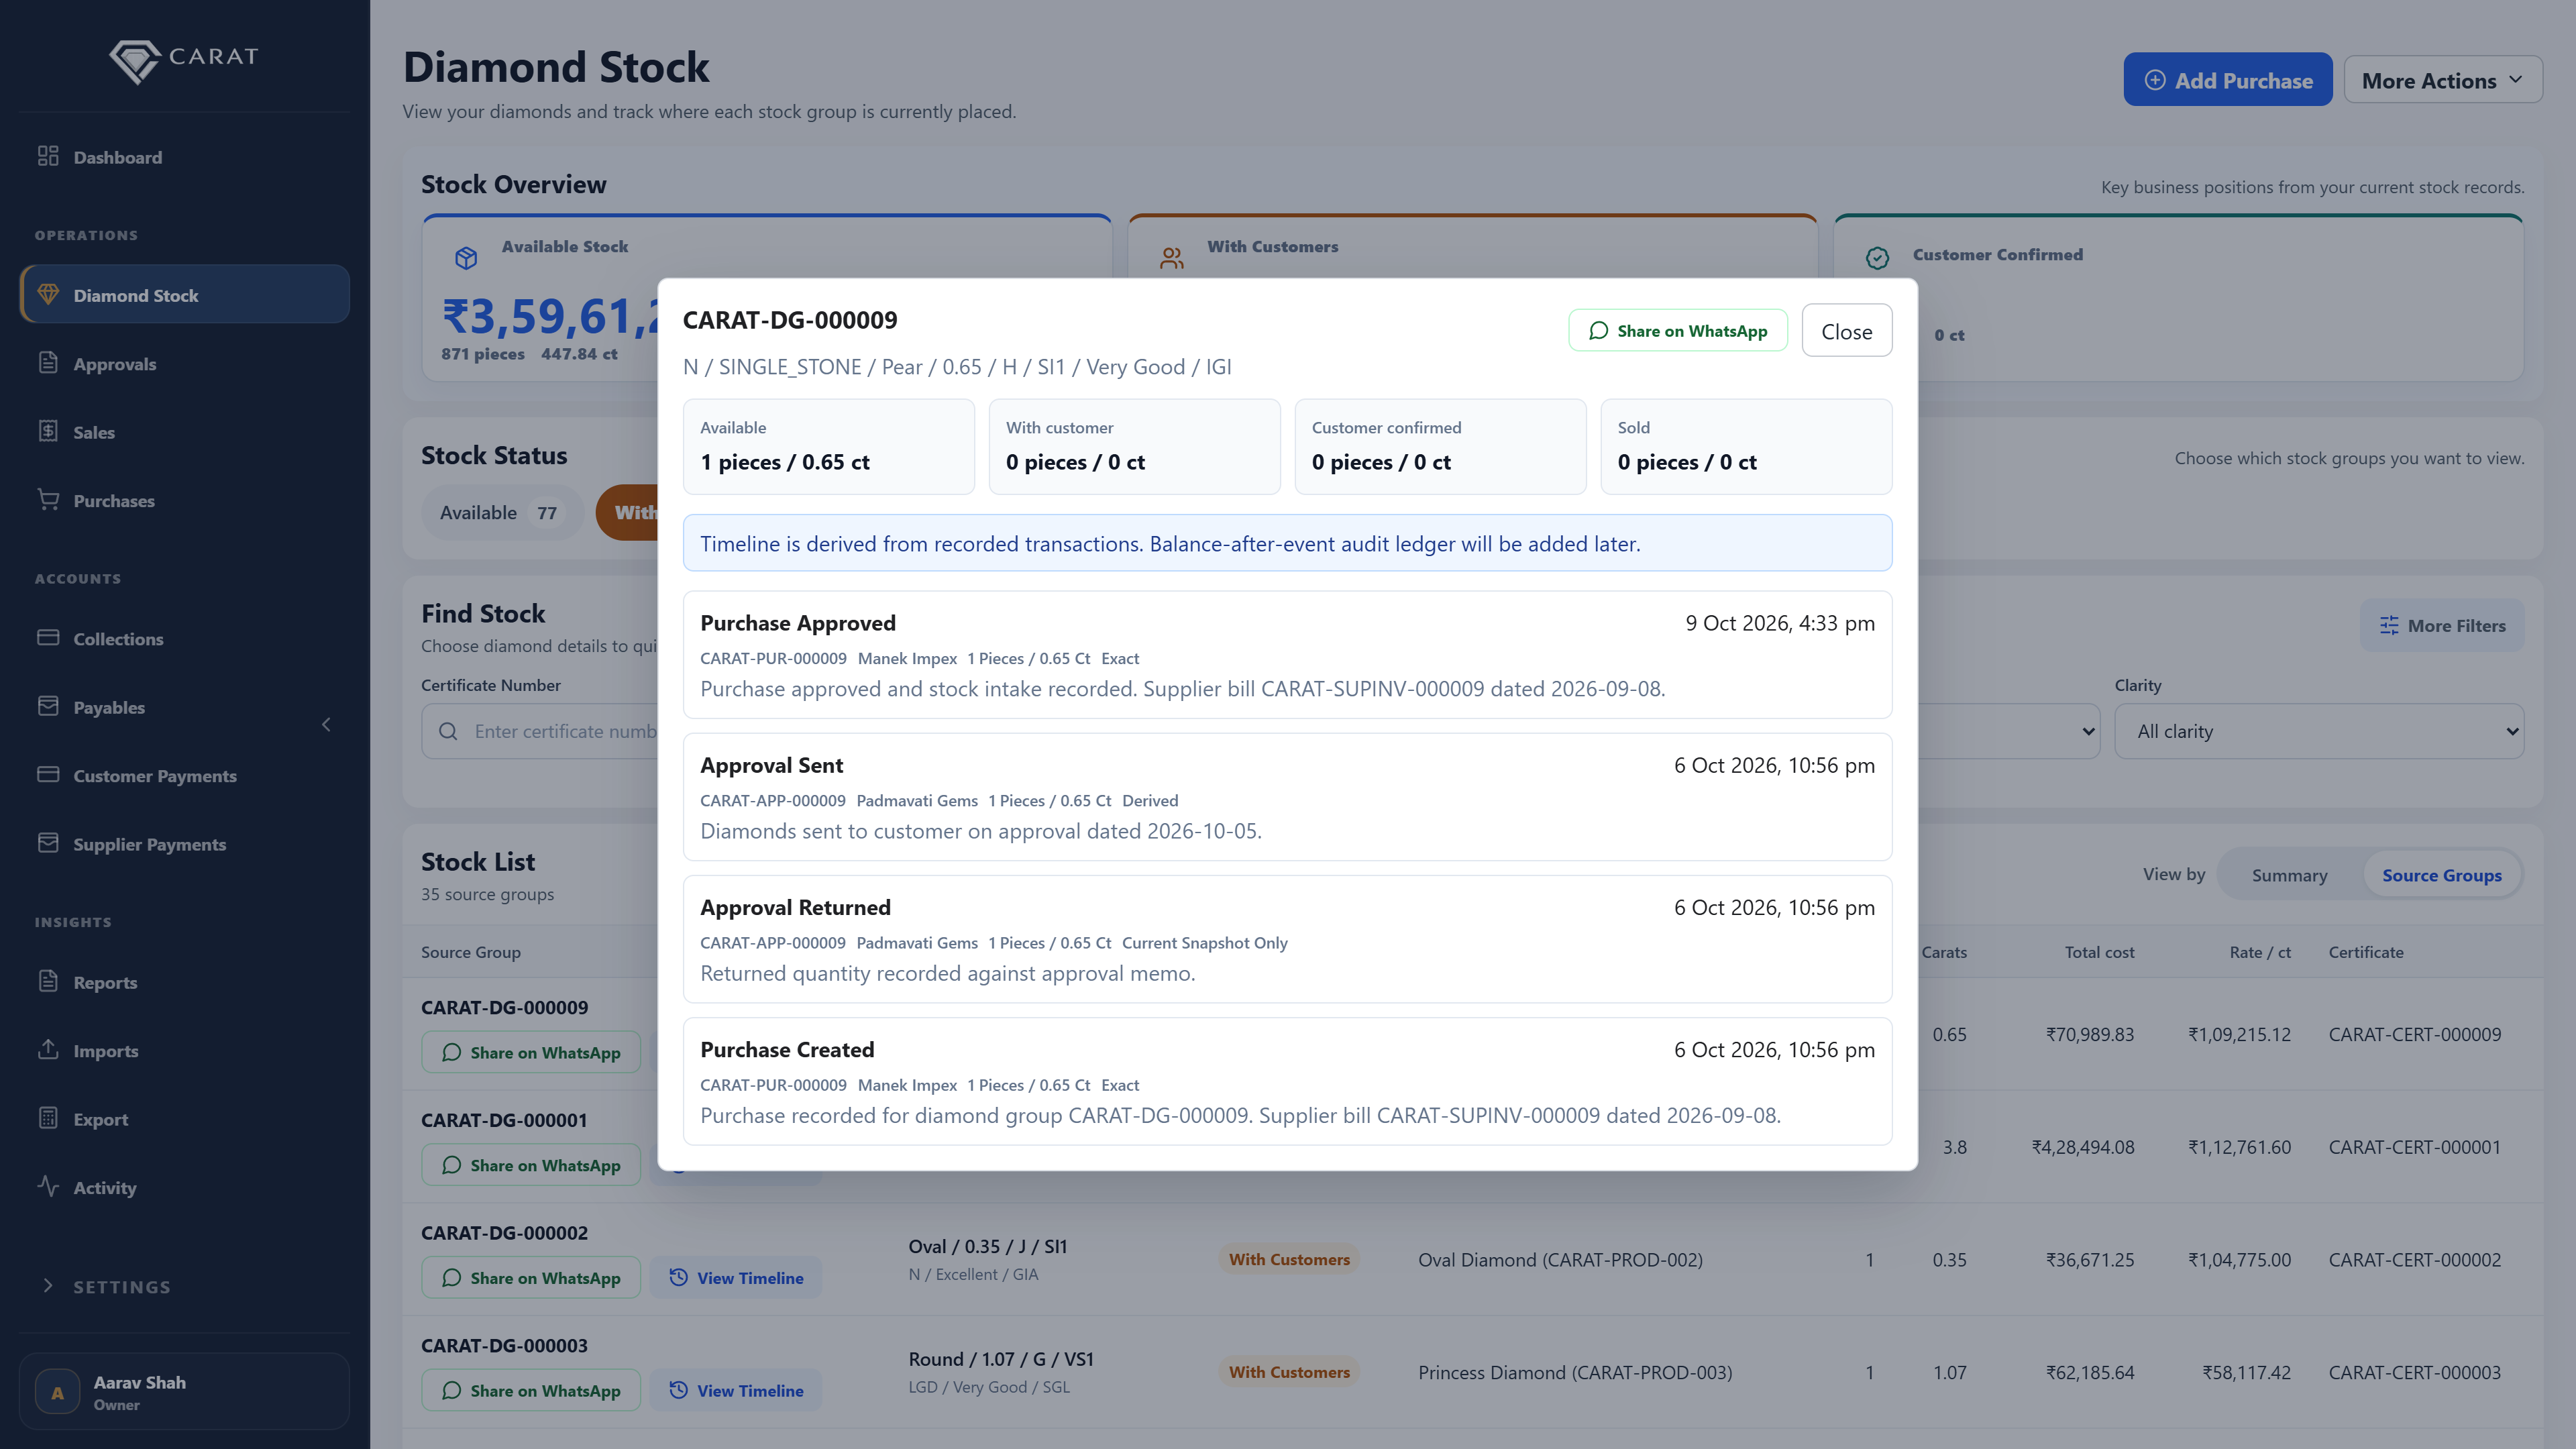 CARAT
Dashboard
OPERATIONS
Diamond Stock
Approvals
Sales
Purchases
ACCOUNTS
Collections
Payables
Customer Payments
Supplier Payments
INSIGHTS
Reports
Imports
Export
Activity
SETTINGS
A
Aarav Shah
Owner
Diamond Stock
View your diamonds and track where each stock group is currently placed.
Add Purchase
More Actions
Stock Overview
Key business positions from your current stock records.
Available Stock
₹3,59,61,2
871 pieces 447.84 ct
With Customers
Customer Confirmed
0 ct
Stock Status
Choose which stock groups you want to view.
Available 77
With
Find Stock
Choose diamond details to qui
More Filters
Certificate Number
Enter certificate numb
Clarity
All clarity
Stock List
35 source groups
View by
Summary
Source Groups
Source Group
Carats
Total cost
Rate / ct
Certificate
CARAT-DG-000009
Share on WhatsApp
0.65
₹70,989.83
₹1,09,215.12
CARAT-CERT-000009
CARAT-DG-000001
Share on WhatsApp
3.8
₹4,28,494.08
₹1,12,761.60
CARAT-CERT-000001
CARAT-DG-000002
Share on WhatsApp
View Timeline
Oval / 0.35 / J / SI1
N / Excellent / GIA
With Customers
Oval Diamond (CARAT-PROD-002)
1
0.35
₹36,671.25
₹1,04,775.00
CARAT-CERT-000002
CARAT-DG-000003
Share on WhatsApp
View Timeline
Round / 1.07 / G / VS1
LGD / Very Good / SGL
With Customers
Princess Diamond (CARAT-PROD-003)
1
1.07
₹62,185.64
₹58,117.42
CARAT-CERT-000003
CARAT-DG-000009
Share on WhatsApp
Close
N / SINGLE_STONE / Pear / 0.65 / H / SI1 / Very Good / IGI
Available
1 pieces / 0.65 ct
With customer
0 pieces / 0 ct
Customer confirmed
0 pieces / 0 ct
Sold
0 pieces / 0 ct
Timeline is derived from recorded transactions. Balance-after-event audit ledger will be added later.
Purchase Approved
9 Oct 2026, 4:33 pm
CARAT-PUR-000009 Manek Impex 1 Pieces / 0.65 Ct Exact
Purchase approved and stock intake recorded. Supplier bill CARAT-SUPINV-000009 dated 2026-09-08.
Approval Sent
6 Oct 2026, 10:56 pm
CARAT-APP-000009 Padmavati Gems 1 Pieces / 0.65 Ct Derived
Diamonds sent to customer on approval dated 2026-10-05.
Approval Returned
6 Oct 2026, 10:56 pm
CARAT-APP-000009 Padmavati Gems 1 Pieces / 0.65 Ct Current Snapshot Only
Returned quantity recorded against approval memo.
Purchase Created
6 Oct 2026, 10:56 pm
CARAT-PUR-000009 Manek Impex 1 Pieces / 0.65 Ct Exact
Purchase recorded for diamond group CARAT-DG-000009. Supplier bill CARAT-SUPINV-000009 dated 2026-09-08.